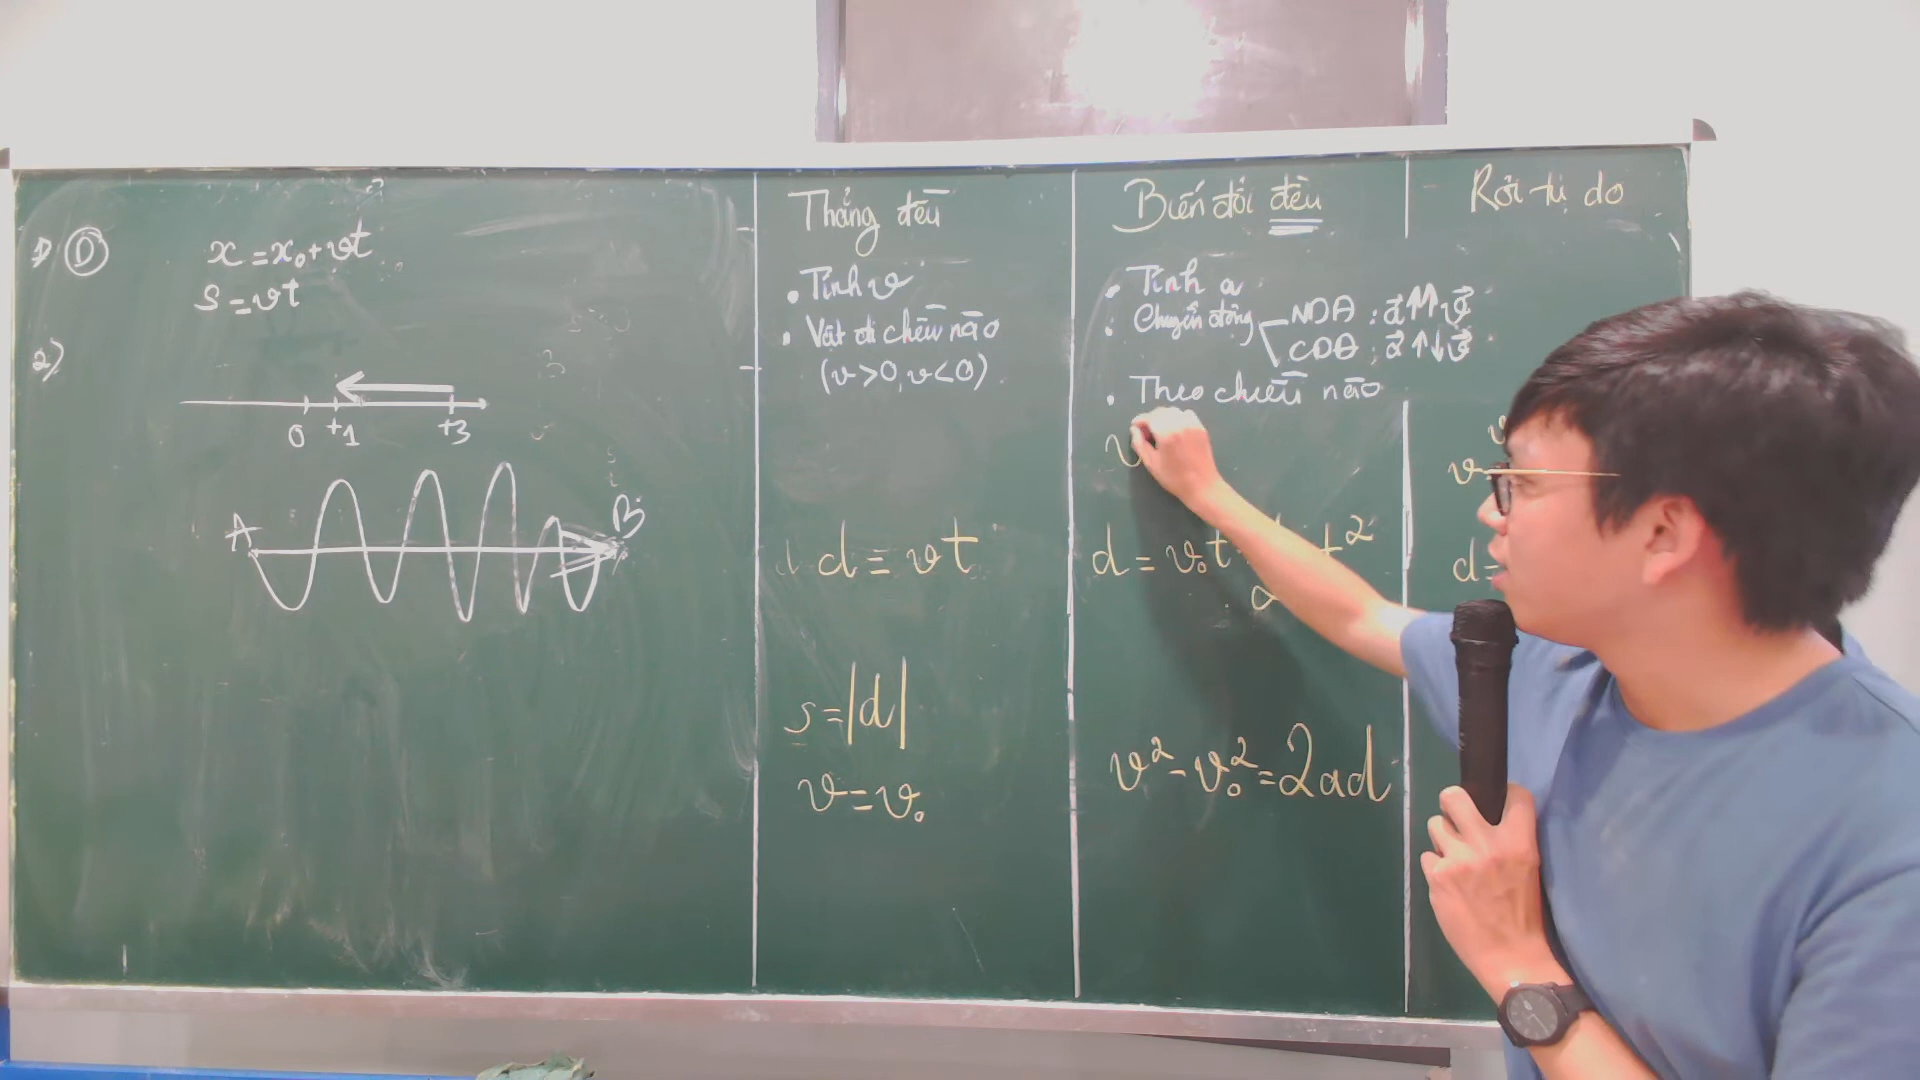 1) D
x = x₀ + vt
s = vt
2)
0 +1 +3
A B
Thẳng đều
• Tính v
• Vật đi chiều nào
(v > 0, v < 0)
d = vt
s = |d|
v = v₀
Biến đổi đều
• Tính a
• Chuyển động NDĐ : a⃗ ↑↑ v⃗
CDĐ : a⃗ ↑↓ v⃗
• Theo chiều nào
v
d = v₀t t²
2
v² - v₀² = 2ad
Rơi tự do
v
d =